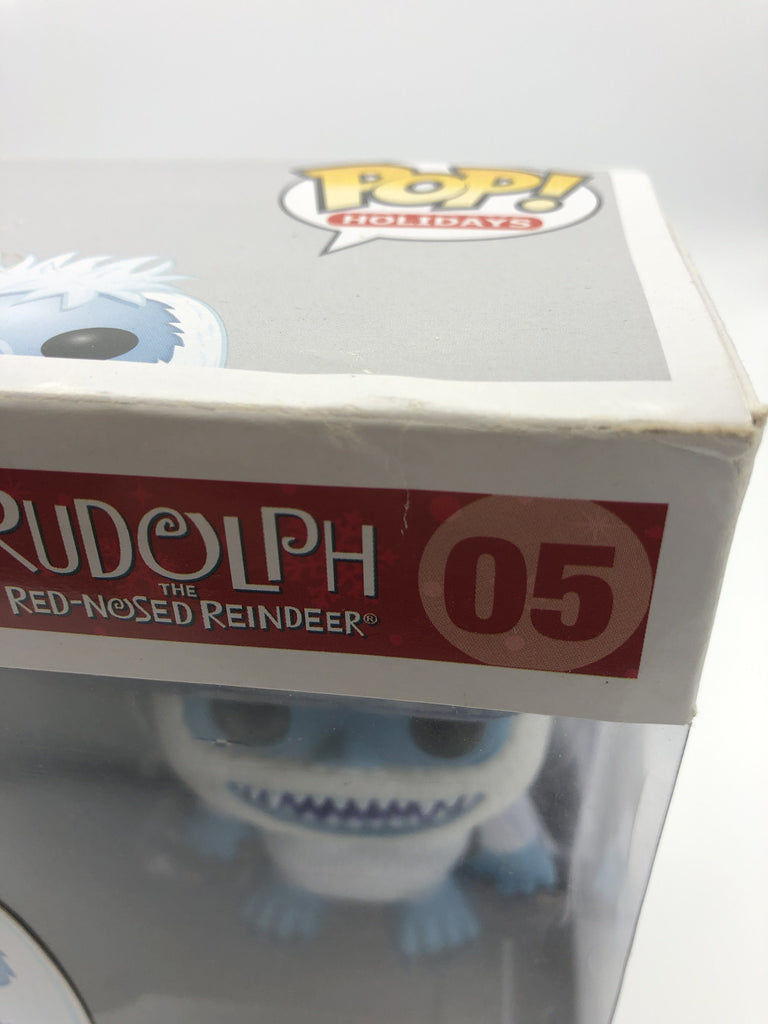 POP!
HOLIDAYS
RUDOLPH
THE
RED-NOSED REINDEER®
05